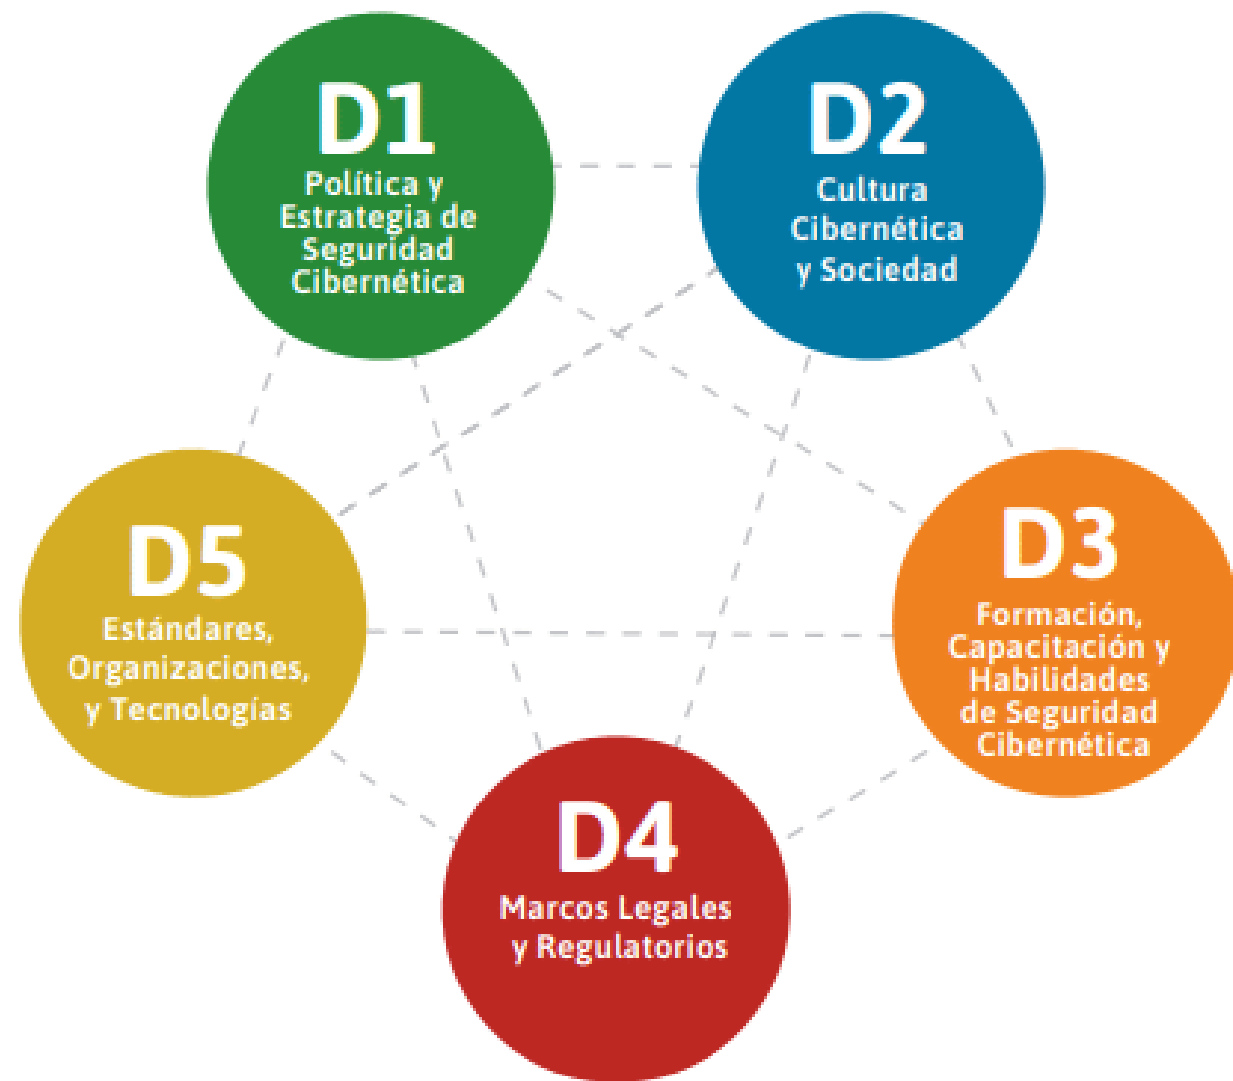 D1
Política y
Estrategia de
Seguridad
Cibernética
D2
Cultura
Cibernética
y Sociedad
D3
Formación,
Capacitación y
Habilidades
de Seguridad
Cibernética
D4
Marcos Legales
y Regulatorios
D5
Estándares,
Organizaciones,
y Tecnologías